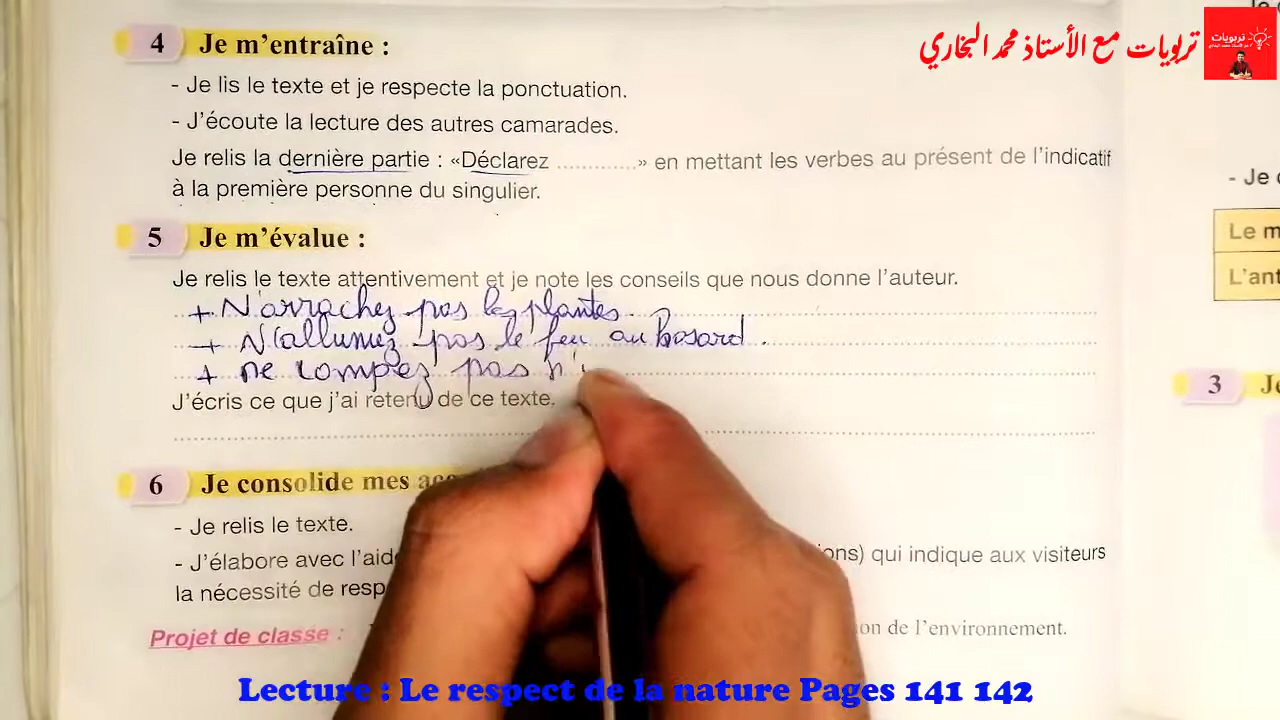 تربويات مع الأستاذ محمد البخاري
تربويات
4 Je m'entraîne :
- Je lis le texte et je respecte la ponctuation.
- J'écoute la lecture des autres camarades.
Je relis la dernière partie : «Déclarez .............» en mettant les verbes au présent de l'indicatif
à la première personne du singulier.
5 Je m'évalue :
Je relis le texte attentivement et je note les conseils que nous donne l'auteur.
+ N'arrachez pas les plantes.
+ N'allumez pas le feu au hasard.
+ ne rompez pas n'
J'écris ce que j'ai retenu de ce texte.
6 Je consolide mes
- Je relis le texte.
- J'élabore avec l'aid ons) qui indique aux visiteurs
la nécessité de resp
Projet de classe : on de l'environnement.
- Je
Le m
L'ant
3 Je
Lecture : Le respect de la nature Pages 141 142